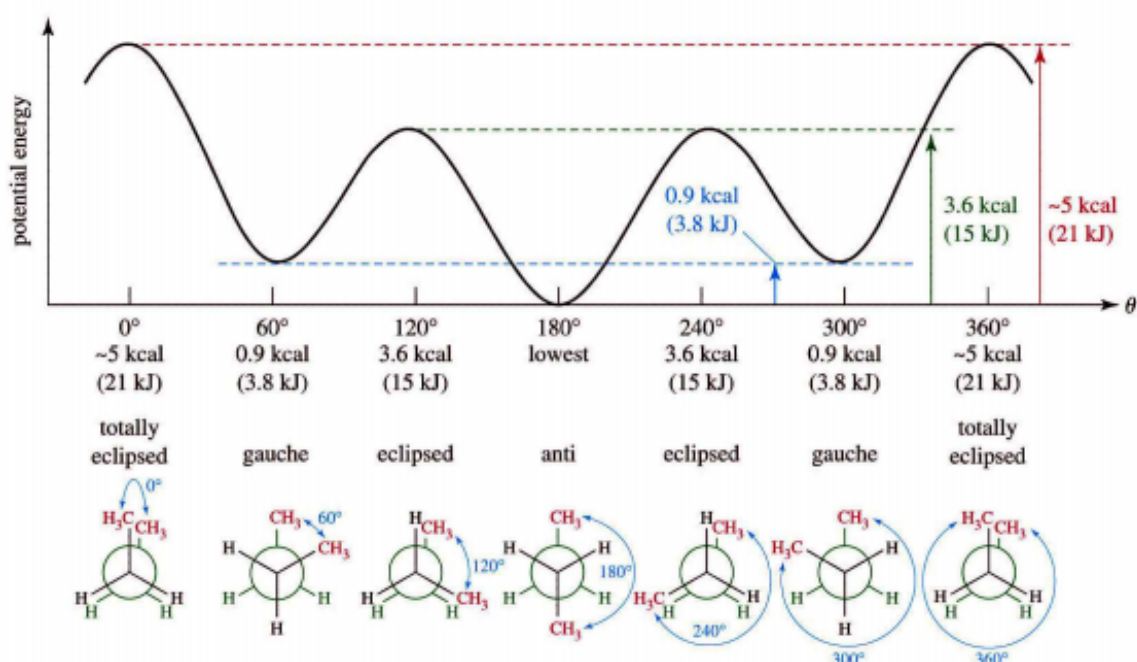 potential energy
0.9 kcal
(3.8 kJ)
3.6 kcal
(15 kJ)
~5 kcal
(21 kJ)
θ
0° 60° 120° 180° 240° 300° 360°
~5 kcal 0.9 kcal 3.6 kcal lowest 3.6 kcal 0.9 kcal ~5 kcal
(21 kJ) (3.8 kJ) (15 kJ) (15 kJ) (3.8 kJ) (21 kJ)
totally totally
eclipsed gauche eclipsed anti eclipsed gauche eclipsed
0°
H₃C CH₃
H H
H H
CH₃ 60°
H CH₃
H H
H
H
CH₃
120°
H CH₃
H H
CH₃
H H
180°
H H
CH₃
H
CH₃
H₃C H
H H
240°
CH₃
H₃C H
H H
H
300°
H₃C CH₃
H H
H H
360°